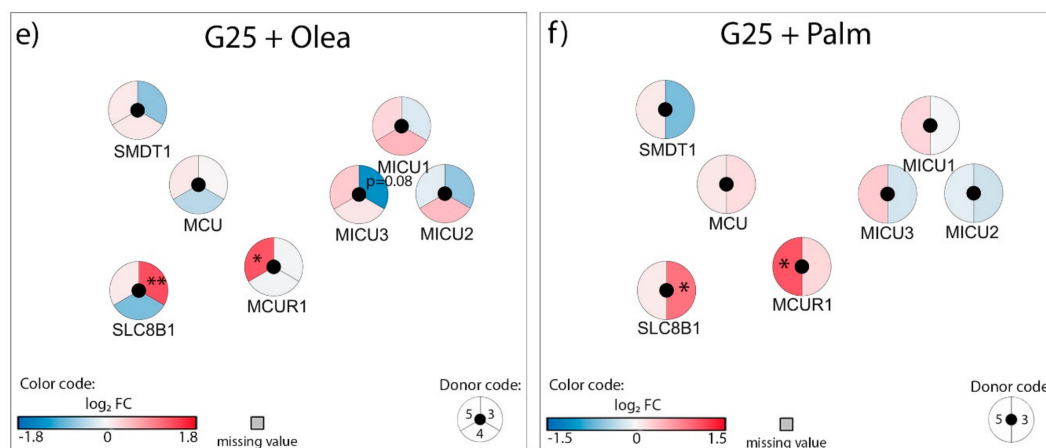 e)
G25 + Olea
SMDT1
MICU1
p=0.08
MCU
MICU3
MICU2
*
**
MCUR1
SLC8B1
Color code:
Donor code:
log₂ FC
5
3
4
-1.8
0
1.8
missing value
f)
G25 + Palm
SMDT1
MICU1
MCU
MICU3
MICU2
*
*
MCUR1
SLC8B1
Color code:
Donor code:
log₂ FC
5
3
-1.5
0
1.5
missing value